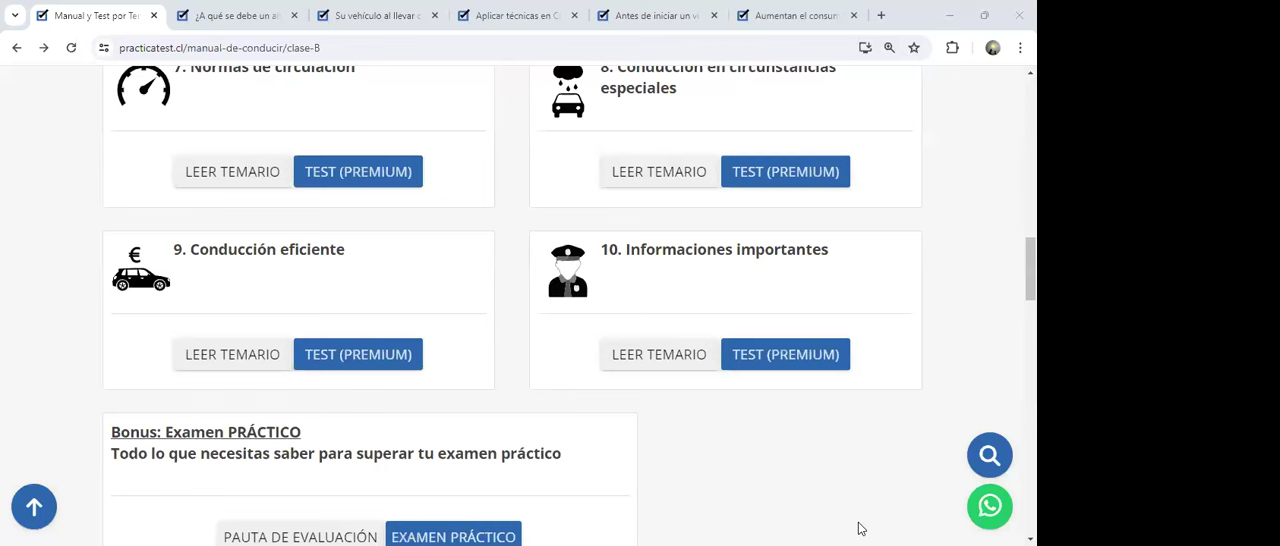 Manual y Test por Te
¿A qué se debe un al
Su vehículo al llevar
Aplicar técnicas en C
Antes de iniciar un v
Aumentan el consum
practicatest.cl/manual-de-conducir/clase-B
7. Normas de circulación
8. Conducción en circunstancias
especiales
LEER TEMARIO TEST (PREMIUM)
LEER TEMARIO TEST (PREMIUM)
€
9. Conducción eficiente
10. Informaciones importantes
LEER TEMARIO TEST (PREMIUM)
LEER TEMARIO TEST (PREMIUM)
Bonus: Examen PRÁCTICO
Todo lo que necesitas saber para superar tu examen práctico
PAUTA DE EVALUACIÓN EXAMEN PRÁCTICO